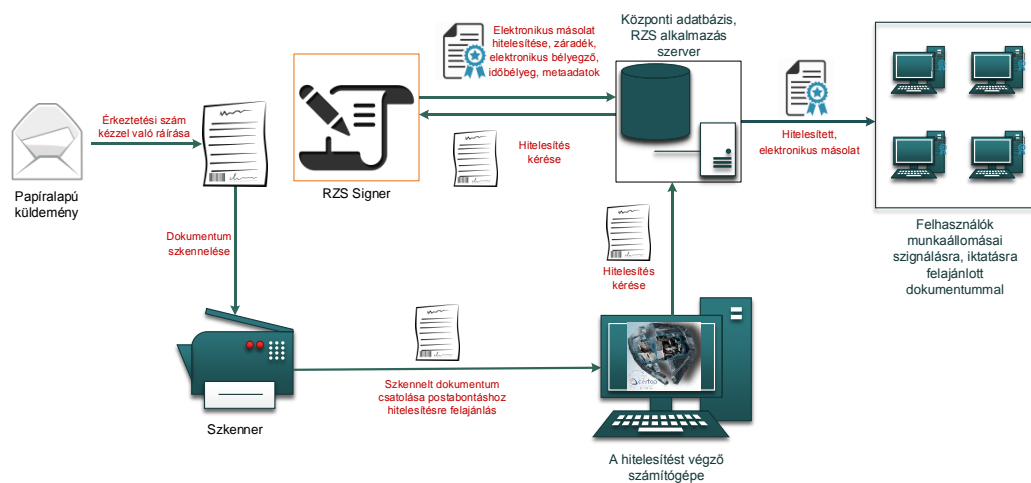 Elektronikus másolat
hitelesítése, záradék,
elektronikus bélyegző,
időbélyeg, metaadatok
Központi adatbázis,
RZS alkalmazás
szerver
Érkeztetési szám
kézzel való ráírása
Hitelesítés
kérése
Hitelesített,
elektronikus másolat
Papíralapú
küldemény
RZS Signer
Felhasználók
munkaállomásai
szignálásra, iktatásra
felajánlott
dokumentummal
Dokumentum
szkennelése
Hitelesítés
kérése
Szkennelt dokumentum
csatolása postabontáshoz
hitelesítésre felajánlás
certop
Szkenner
A hitelesítést végző
számítógépe